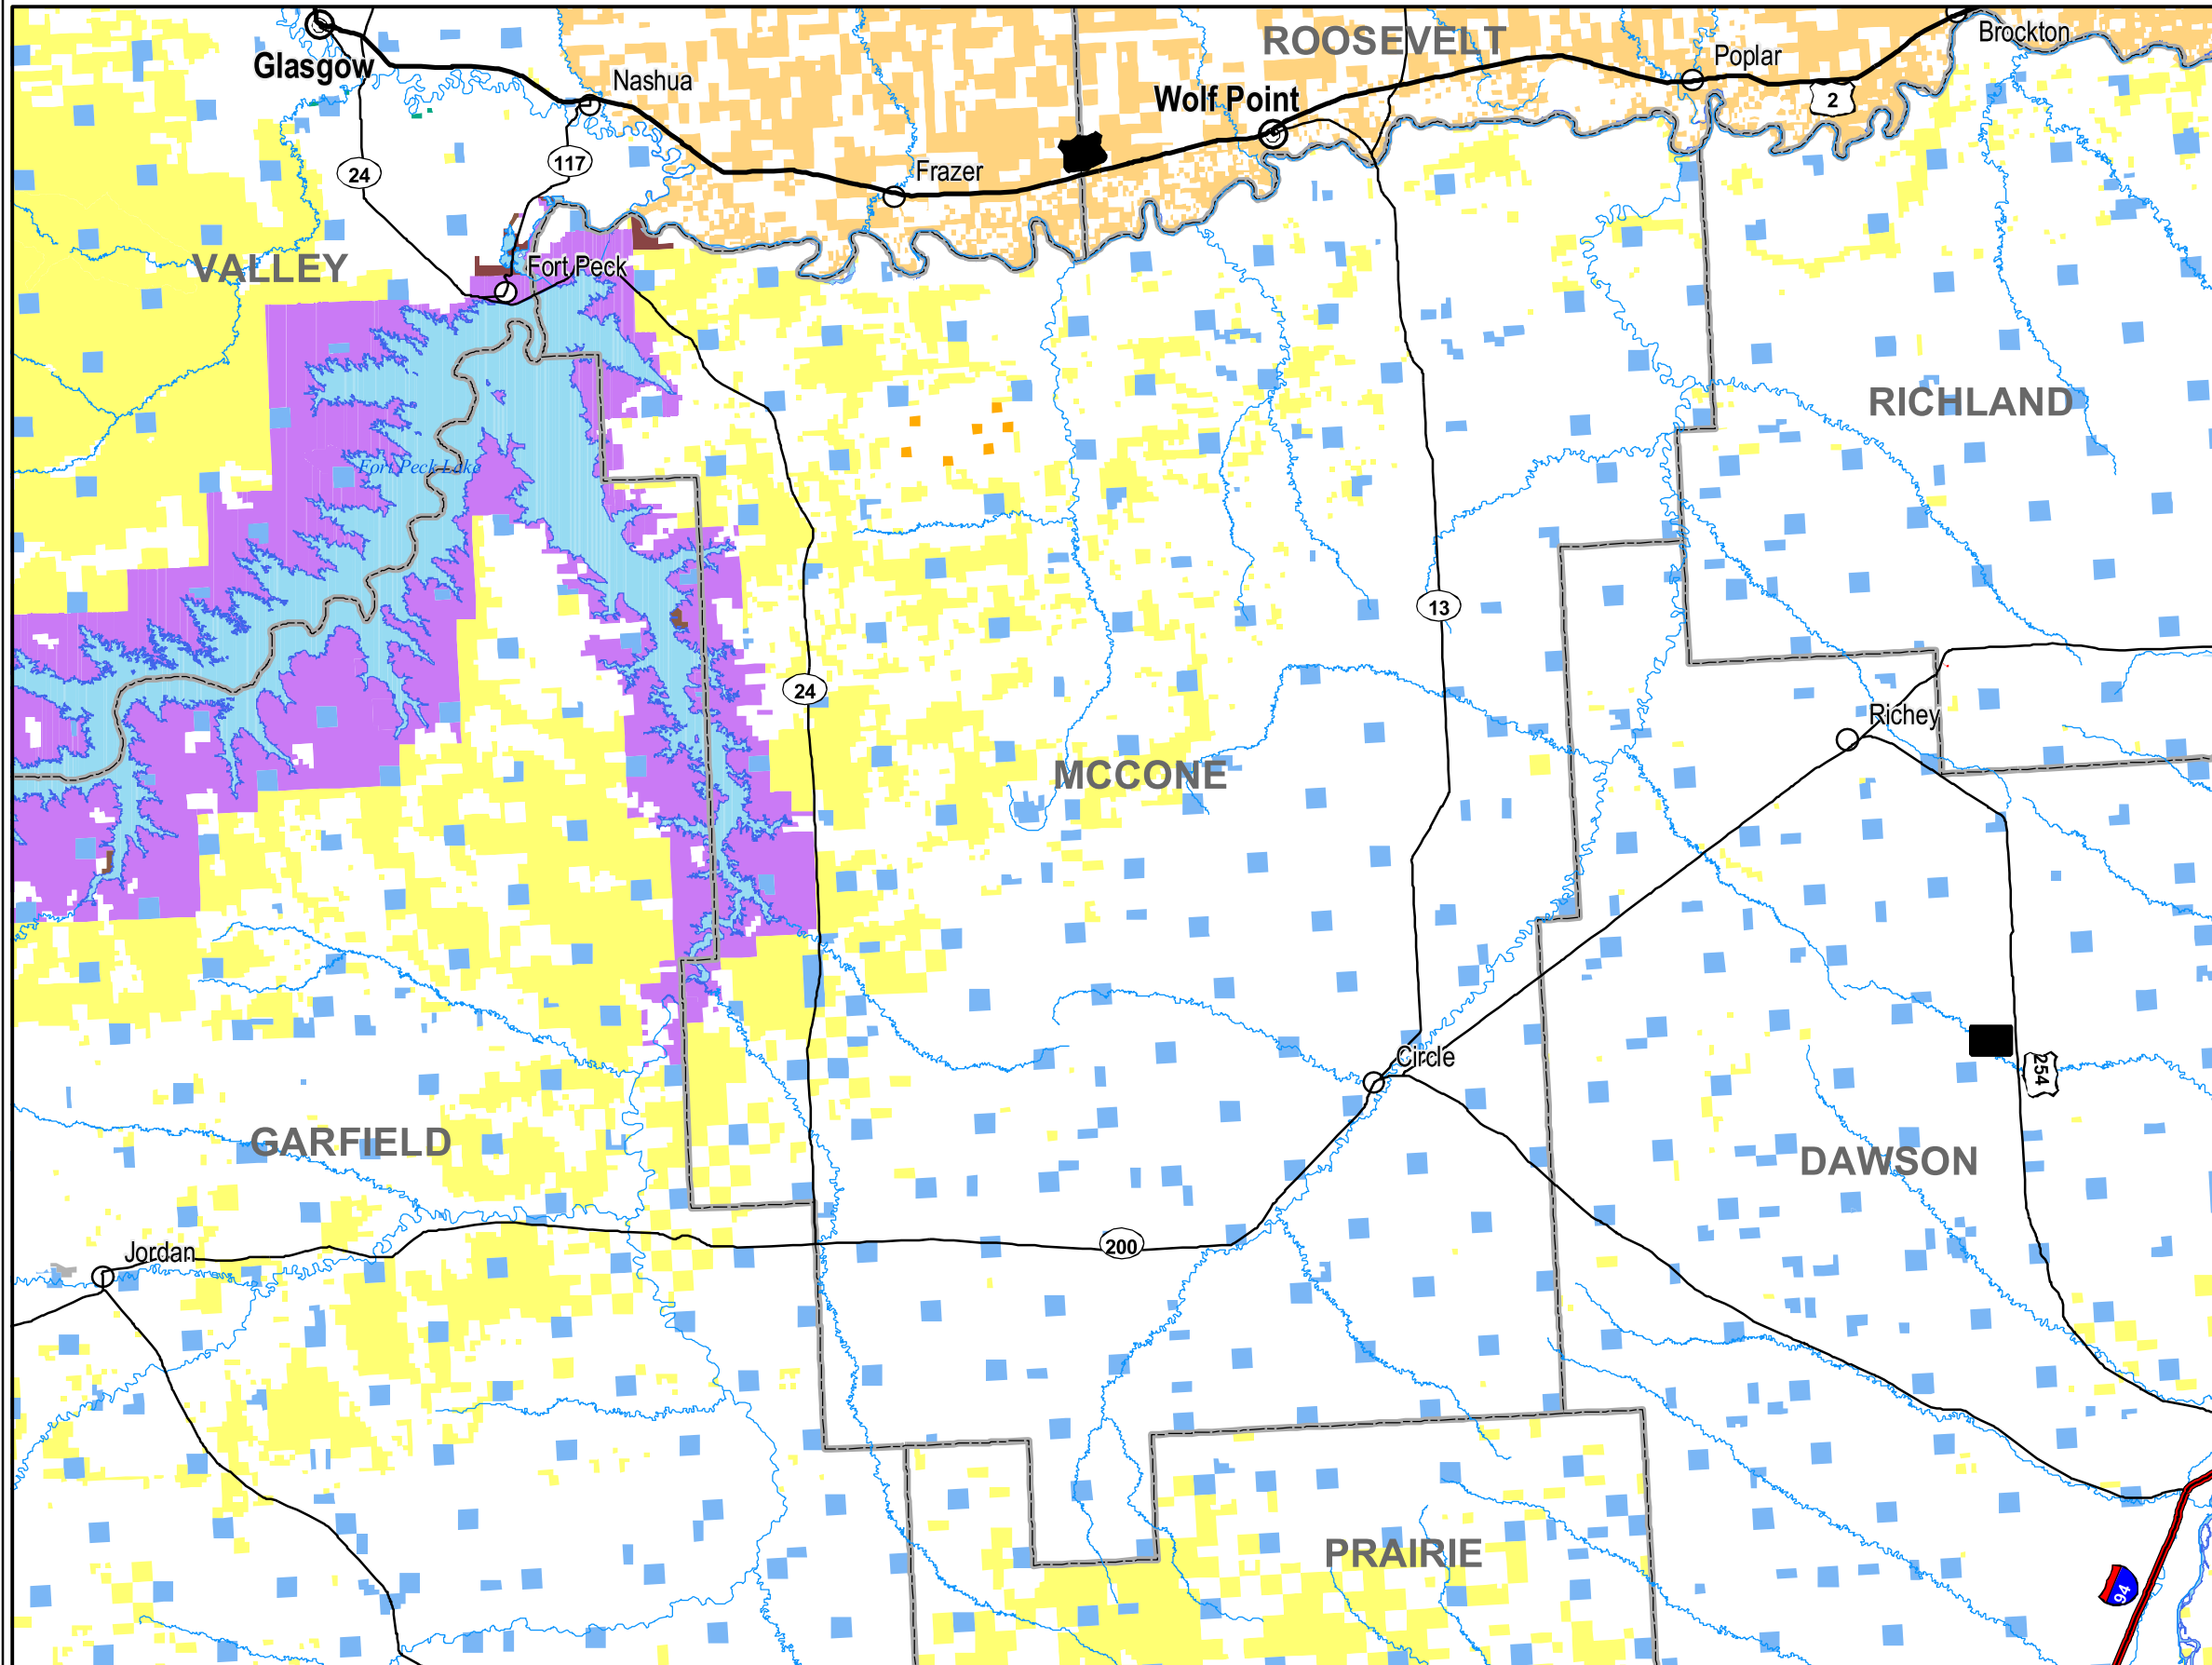 ROOSEVELT
Brockton
Glasgow
Poplar
Nashua
Wolf Point
2
117
24
Frazer
VALLEY
Fort Peck
RICHLAND
Fort Peck Lake
13
24
Richey
MCCONE
Circle
254
GARFIELD
DAWSON
200
Jordan
PRAIRIE
94